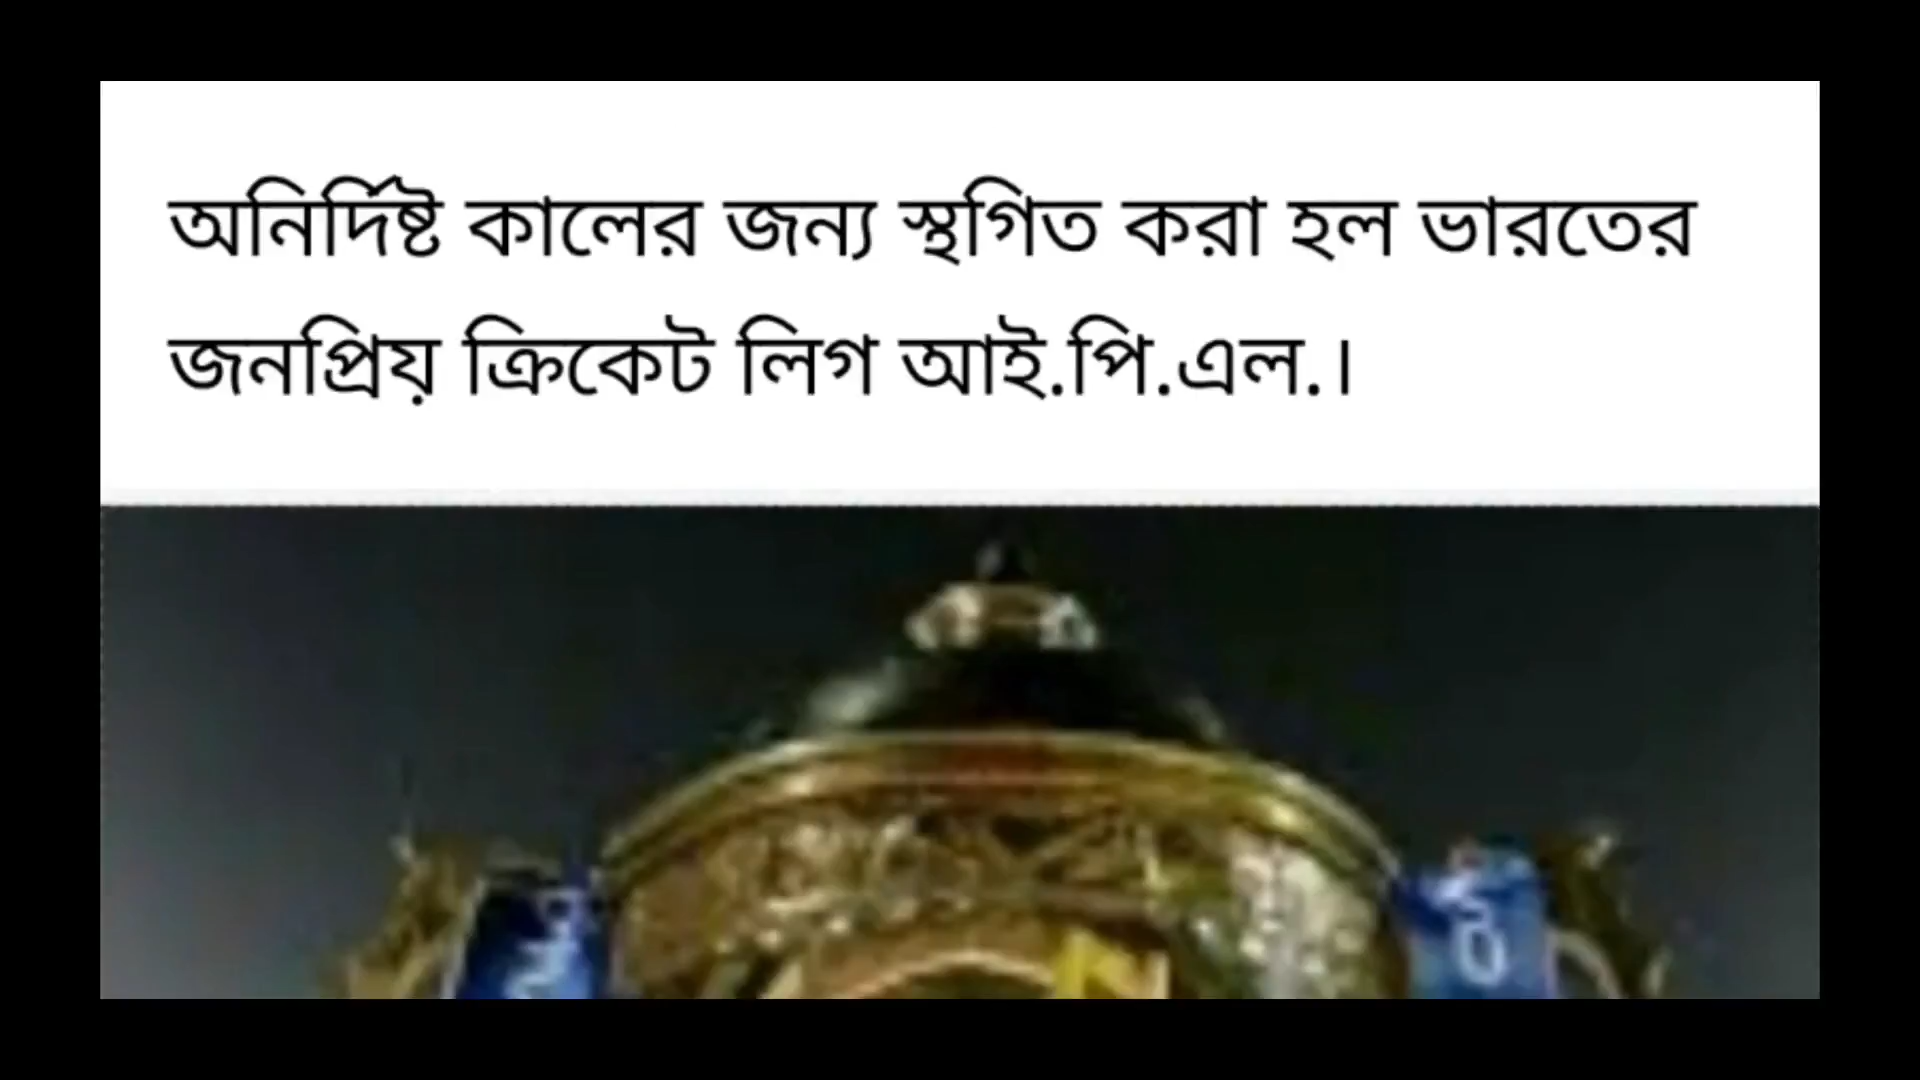 অনির্দিষ্ট কালের জন্য স্থগিত করা হল ভারতের
জনপ্রিয় ক্রিকেট লিগ আই.পি.এল.।